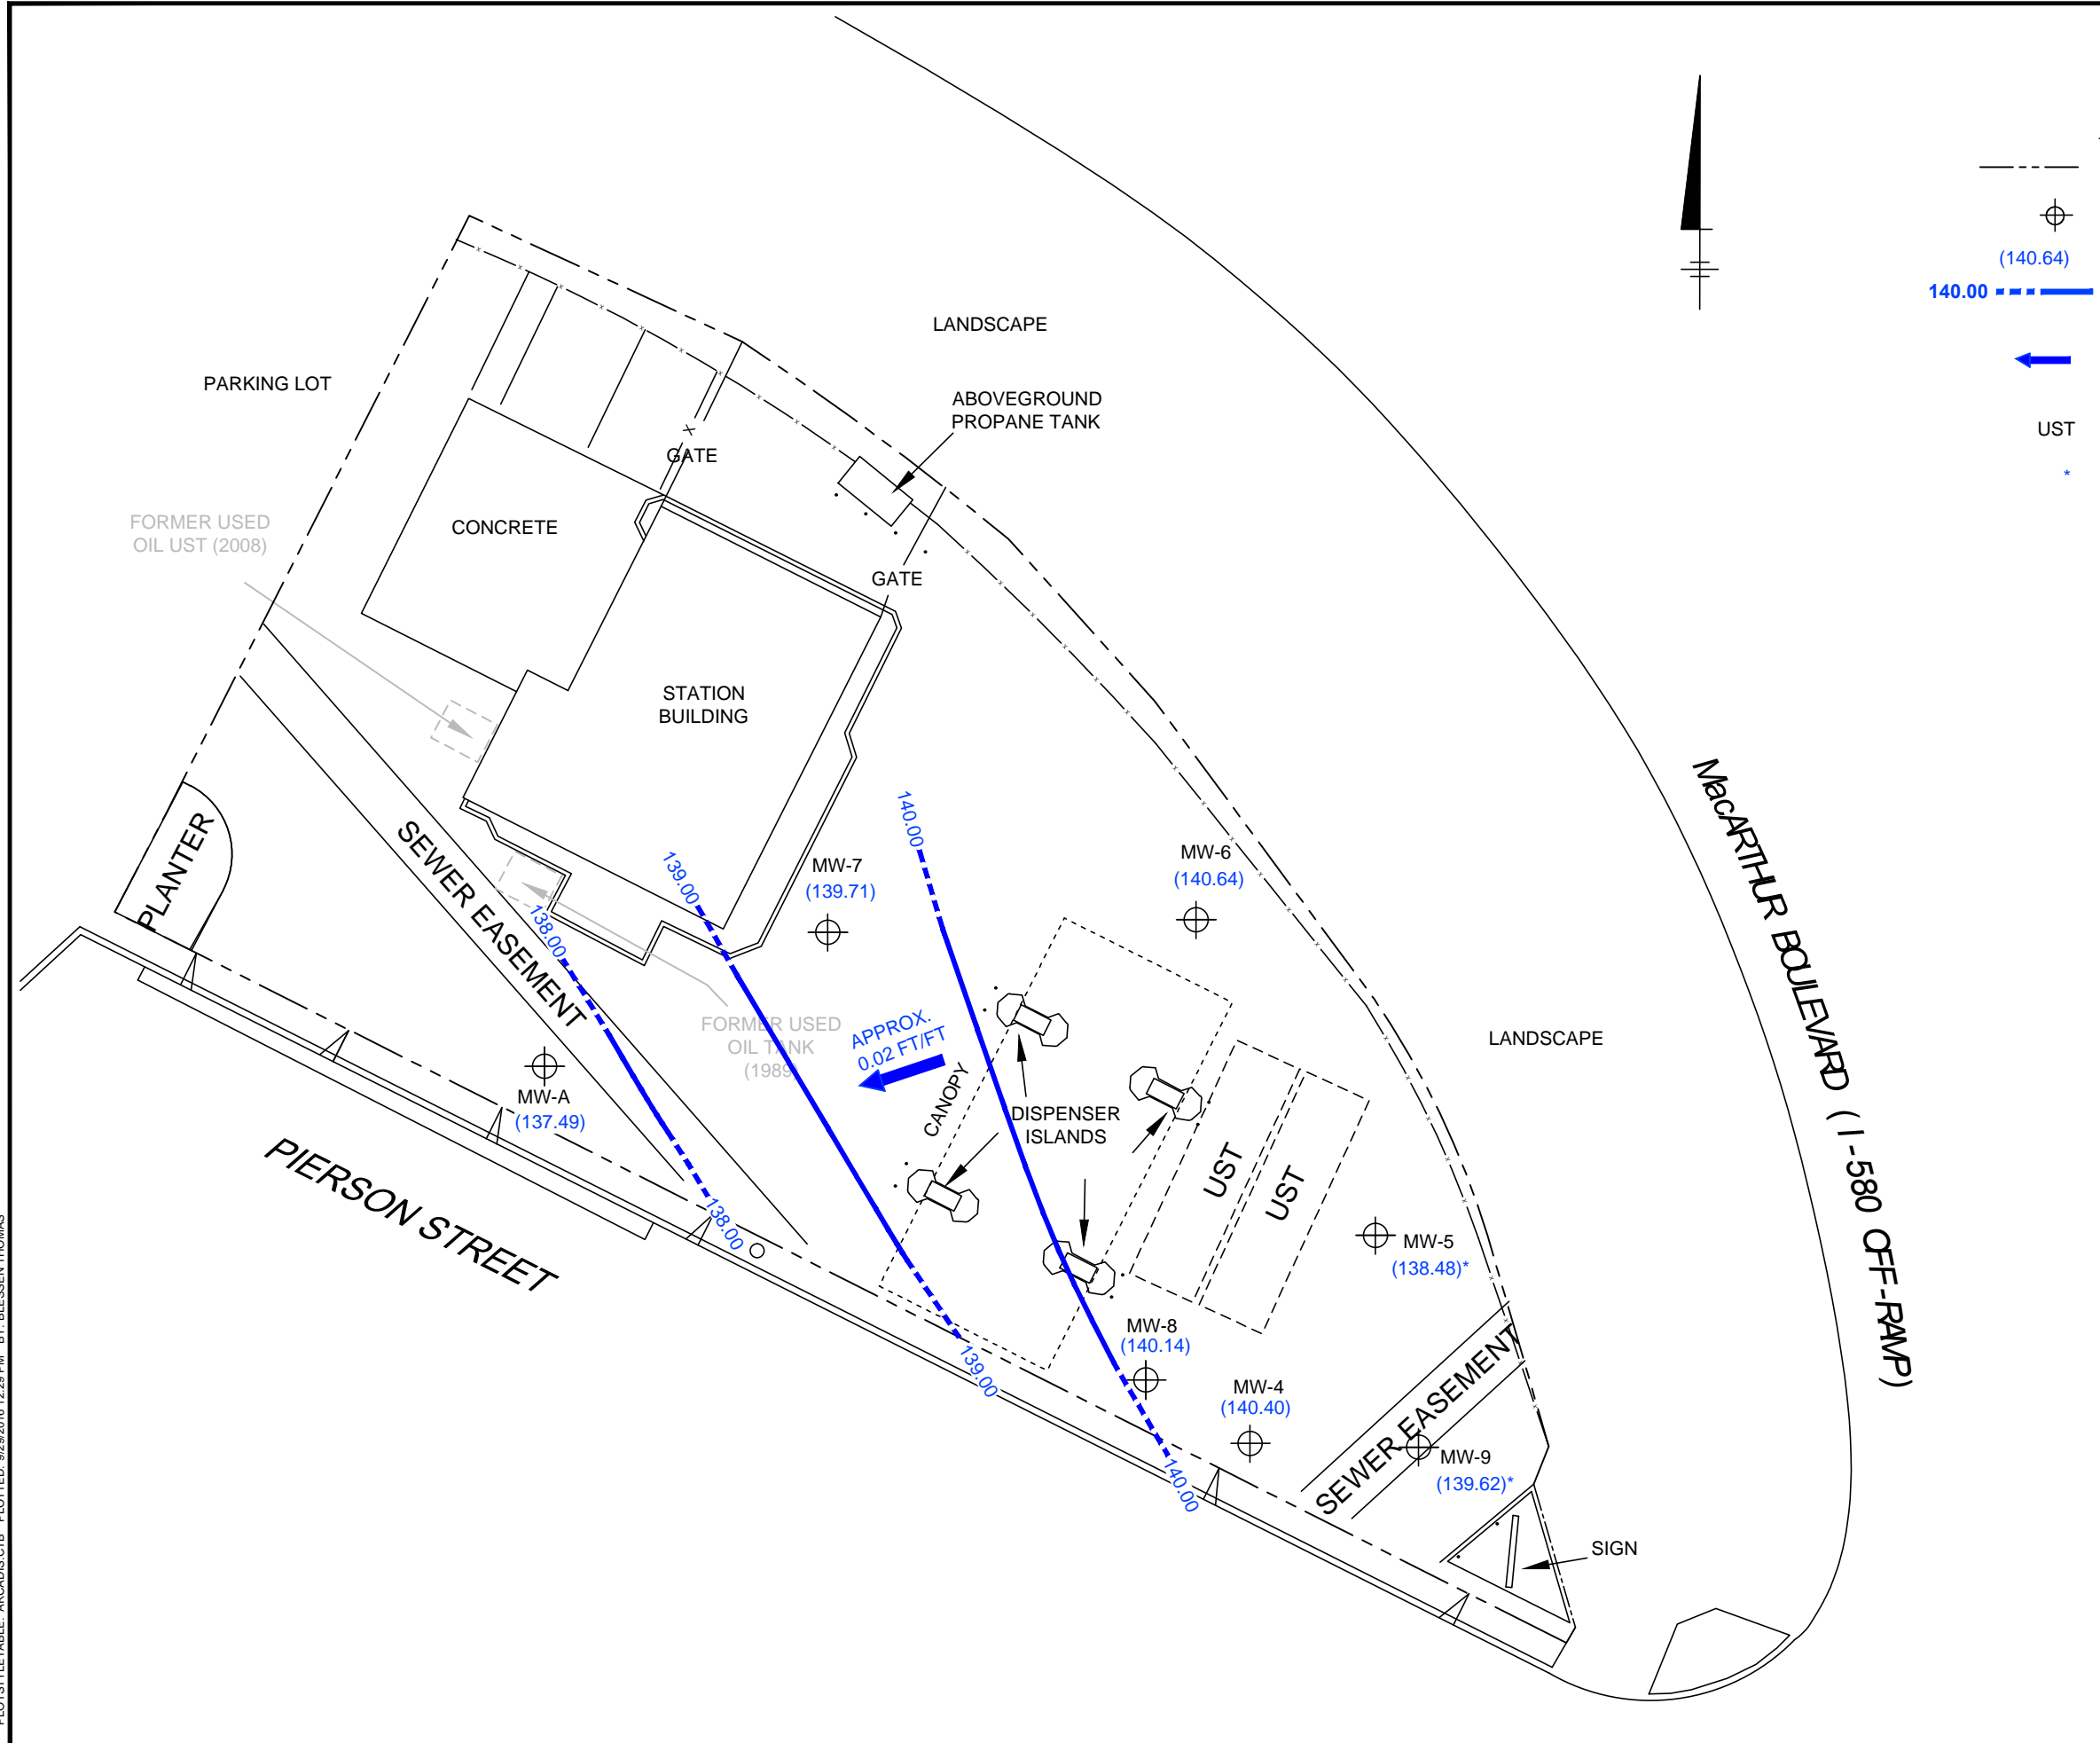 (140.64)
140.00
UST
*
LANDSCAPE
PARKING LOT
ABOVEGROUND
PROPANE TANK
GATE
FORMER USED
OIL UST (2008)
CONCRETE
GATE
STATION
BUILDING
MacARTHUR BOULEVARD (I-580 OFF-RAMP)
PLANTER
SEWER EASEMENT
138.00
139.00
MW-7
(139.71)
140.00
MW-6
(140.64)
FORMER USED
OIL TANK
(1989)
APPROX.
0.02 FT/FT
LANDSCAPE
MW-A
(137.49)
CANOPY
DISPENSER
ISLANDS
UST
UST
PIERSON STREET
138.00
MW-5
(138.48)*
139.00
MW-8
(140.14)
MW-4
(140.40)
SEWER EASEMENT
MW-9
(139.62)*
140.00
SIGN